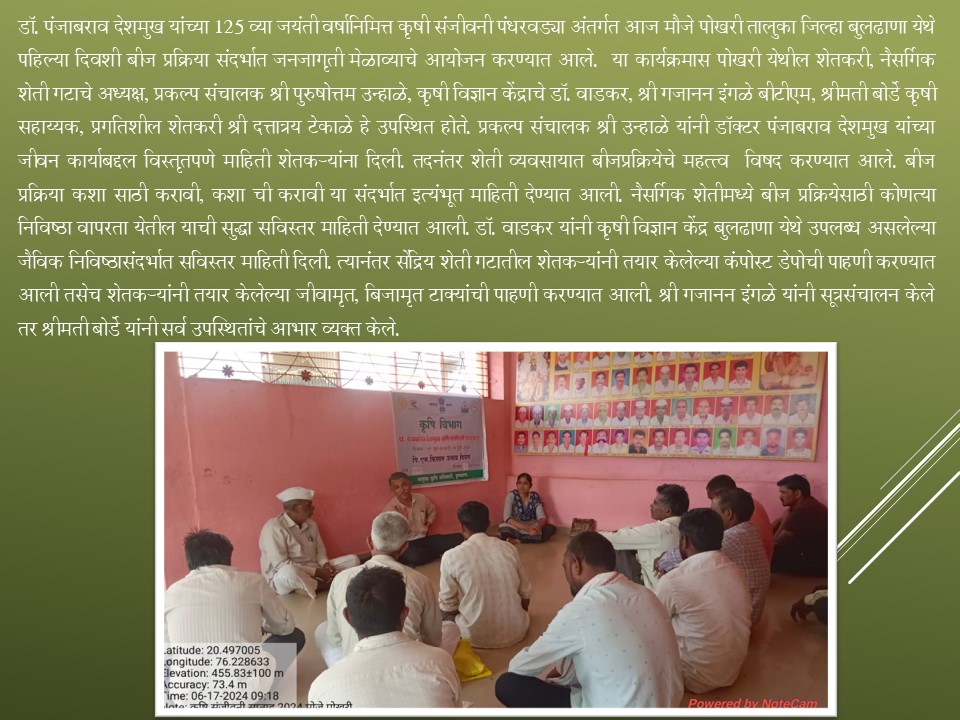 डॉ. पंजाबराव देशमुख यांच्या 125 व्या जयंती वर्षानिमित्त कृषी संजीवनी पंधरवड्या अंतर्गत आज मौजे पोखरी तालुका जिल्हा बुलढाणा येथे
पहिल्या दिवशी बीज प्रक्रिया संदर्भात जनजागृती मेळाव्याचे आयोजन करण्यात आले. या कार्यक्रमास पोखरी येथील शेतकरी, नैसर्गिक
शेती गटाचे अध्यक्ष, प्रकल्प संचालक श्री पुरुषोत्तम उन्हाळे, कृषी विज्ञान केंद्राचे डॉ. वाडकर, श्री गजानन इंगळे बीटीएम, श्रीमती बोर्डे कृषी
सहाय्यक, प्रगतिशील शेतकरी श्री दत्तात्रय टेकाळे हे उपस्थित होते. प्रकल्प संचालक श्री उन्हाळे यांनी डॉक्टर पंजाबराव देशमुख यांच्या
जीवन कार्याबद्दल विस्तृतपणे माहिती शेतकऱ्यांना दिली. तदनंतर शेती व्यवसायात बीजप्रक्रियेचे महत्त्व विषद करण्यात आले. बीज
प्रक्रिया कशा साठी करावी, कशा ची करावी या संदर्भात इत्यंभूत माहिती देण्यात आली. नैसर्गिक शेतीमध्ये बीज प्रक्रियेसाठी कोणत्या
निविष्ठा वापरता येतील याची सुद्धा सविस्तर माहिती देण्यात आली. डॉ. वाडकर यांनी कृषी विज्ञान केंद्र बुलढाणा येथे उपलब्ध असलेल्या
जैविक निविष्ठासंदर्भात सविस्तर माहिती दिली. त्यानंतर सेंद्रिय शेती गटातील शेतकऱ्यांनी तयार केलेल्या कंपोस्ट डेपोची पाहणी करण्यात
आली तसेच शेतकऱ्यांनी तयार केलेल्या जीवामृत, बिजामृत टाक्यांची पाहणी करण्यात आली. श्री गजानन इंगळे यांनी सूत्रसंचालन केले
तर श्रीमती बोर्डे यांनी सर्व उपस्थितांचे आभार व्यक्त केले.
कृषि विभाग
पि.एम.किसान
Latitude: 20.497005
Longitude: 76.228633
Elevation: 455.83±100 m
Accuracy: 73.4 m
Time: 06-17-2024 09:18
Note: कृषि संजीवनी सप्ताह 2024 मोजे पोखरी
Powered by NoteCam